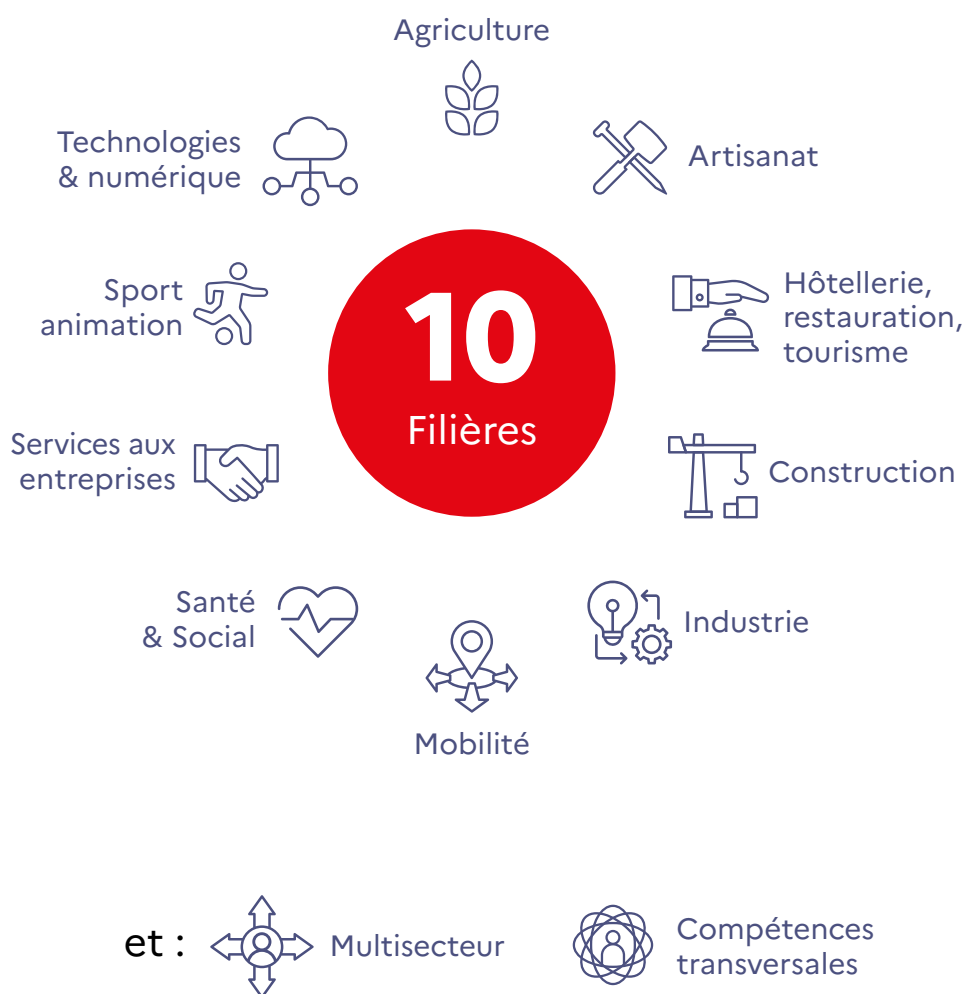 Agriculture
Technologies
& numérique
Artisanat
Sport
animation
10
Filières
Hôtellerie,
restauration,
tourisme
Services aux
entreprises
Construction
Santé
& Social
Industrie
Mobilité
et :
Multisecteur
Compétences
transversales